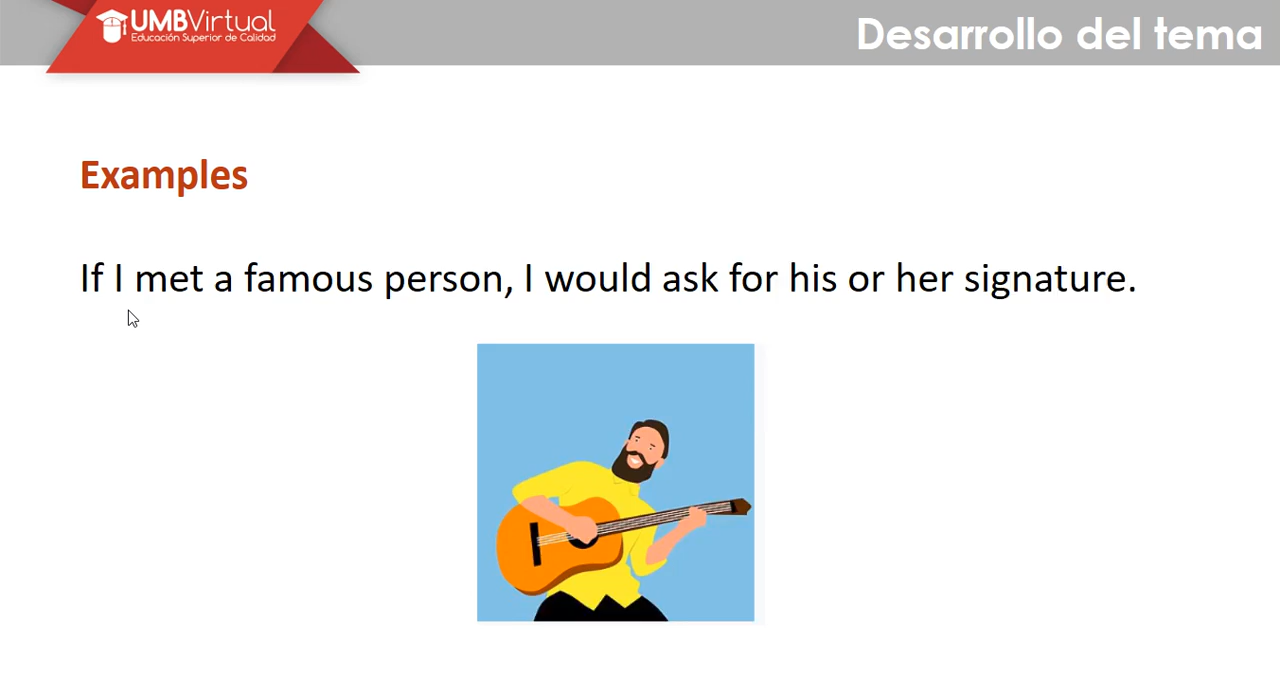 UMBVirtual
Educación Superior de Calidad
Desarrollo del tema
Examples
If I met a famous person, I would ask for his or her signature.